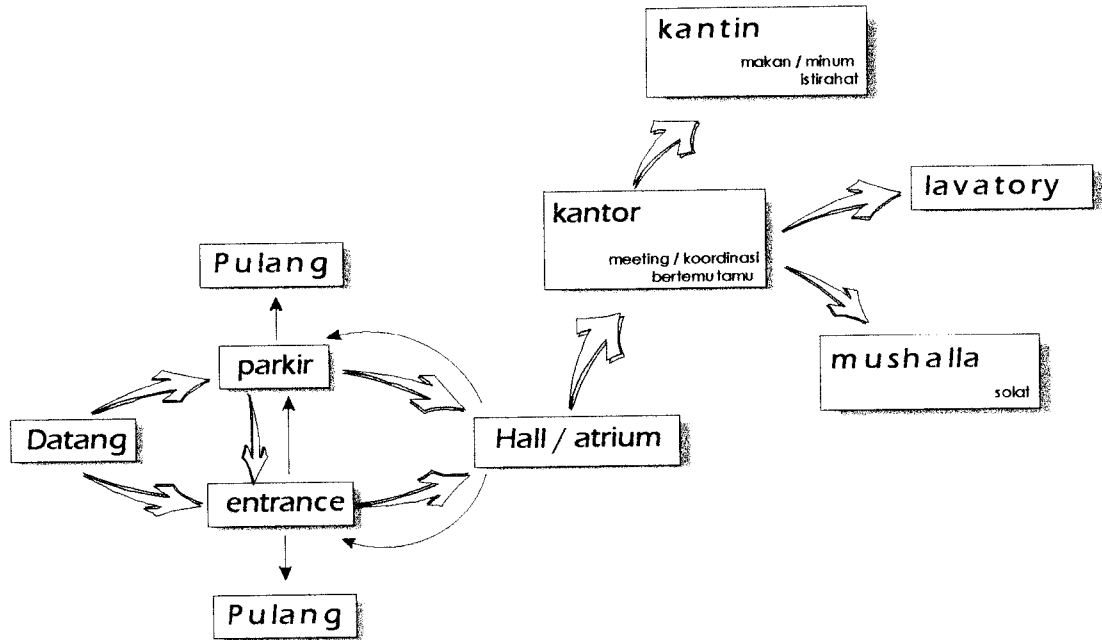 kantin
makan / minum
istirahat
lavatory
kantor
meeting / koordinasi
bertemu tamu
Pulang
mushalla
solat
parkir
Datang
Hall / atrium
entrance
Pulang